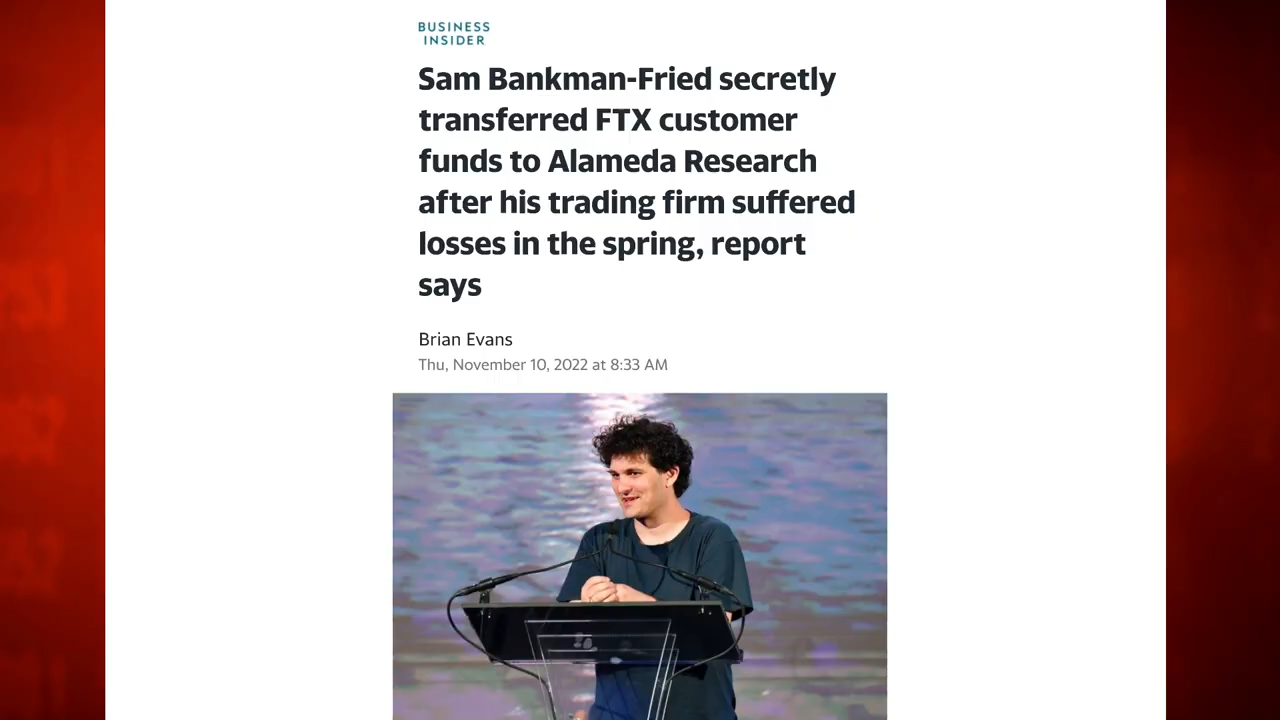 BUSINESS
INSIDER
Sam Bankman-Fried secretly
transferred FTX customer
funds to Alameda Research
after his trading firm suffered
losses in the spring, report
says
Brian Evans
Thu, November 10, 2022 at 8:33 AM